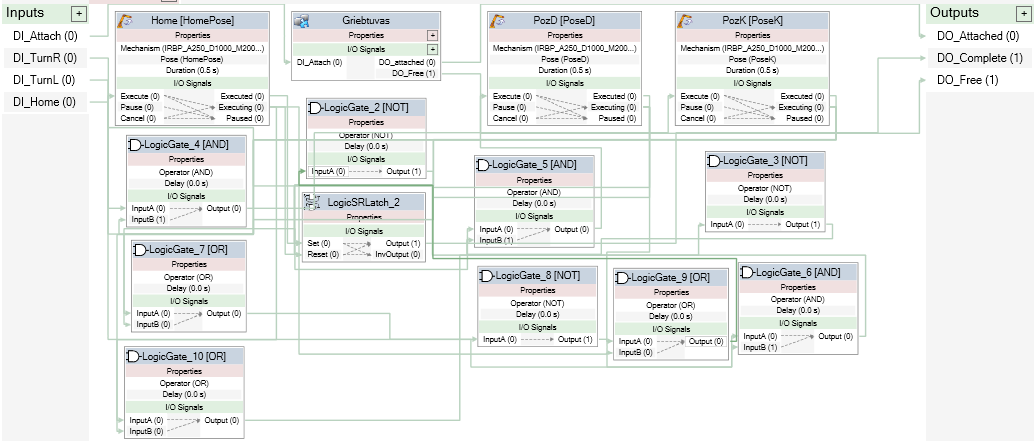 Inputs
+
DI_Attach (0)
DI_TurnR (0)
DI_TurnL (0)
DI_Home (0)
Home [HomePose]
Properties
Mechanism (IRBP_A250_D1000_M200...)
Pose (HomePose)
Duration (0.5 s)
I/O Signals
Execute (0) Executed (0)
Pause (0) Executing (0)
Cancel (0) Paused (0)
Griebtuvas
Properties +
I/O Signals +
DI_Attach (0) DO_attached (0)
DO_Free (1)
PozD [PoseD]
Properties
Mechanism (IRBP_A250_D1000_M200...)
Pose (PoseD)
Duration (0.5 s)
I/O Signals
Execute (0) Executed (0)
Pause (0) Executing (0)
Cancel (0) Paused (0)
PozK [PoseK]
Properties
Mechanism (IRBP_A250_D1000_M200...)
Pose (PoseK)
Duration (0.5 s)
I/O Signals
Execute (0) Executed (0)
Pause (0) Executing (0)
Cancel (0) Paused (0)
Outputs
+
DO_Attached (0)
DO_Complete (1)
DO_Free (1)
LogicGate_2 [NOT]
Properties
Operator (NOT)
Delay (0.0 s)
I/O Signals
InputA (0) Output (1)
LogicGate_4 [AND]
Properties
Operator (AND)
Delay (0.0 s)
I/O Signals
InputA (0) Output (0)
InputB (1)
LogicGate_5 [AND]
Properties
Operator (AND)
Delay (0.0 s)
I/O Signals
InputA (0) Output (0)
InputB (1)
LogicGate_3 [NOT]
Properties
Operator (NOT)
Delay (0.0 s)
I/O Signals
InputA (0) Output (1)
LogicSRLatch_2
Properties
I/O Signals
Set (0) Output (1)
Reset (0) InvOutput (0)
LogicGate_7 [OR]
Properties
Operator (OR)
Delay (0.0 s)
I/O Signals
InputA (0) Output (0)
InputB (0)
LogicGate_8 [NOT]
Properties
Operator (NOT)
Delay (0.0 s)
I/O Signals
InputA (0) Output (1)
LogicGate_9 [OR]
Properties
Operator (OR)
Delay (0.0 s)
I/O Signals
InputA (0) Output (0)
InputB (0)
LogicGate_6 [AND]
Properties
Operator (AND)
Delay (0.0 s)
I/O Signals
InputA (0) Output (0)
InputB (1)
LogicGate_10 [OR]
Properties
Operator (OR)
Delay (0.0 s)
I/O Signals
InputA (0) Output (0)
InputB (0)